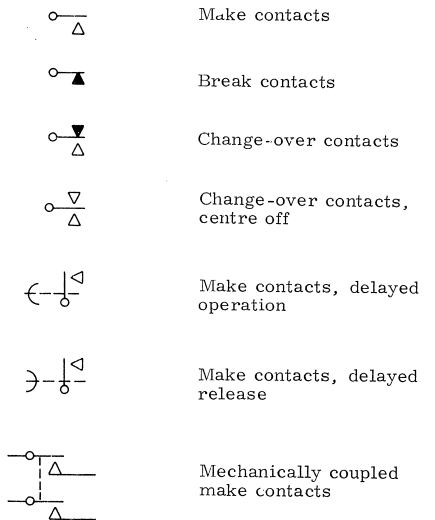 Make contacts
Break contacts
Change-over contacts
Change-over contacts,
centre off
Make contacts, delayed
operation
Make contacts, delayed
release
Mechanically coupled
make contacts